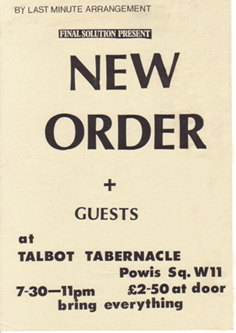 BY LAST MINUTE ARRANGEMENT
FINAL SOLUTION PRESENT
NEW
ORDER
+
GUESTS
at
TALBOT TABERNACLE
Powis Sq. W11
7-30—11pm £2-50 at door
bring everything